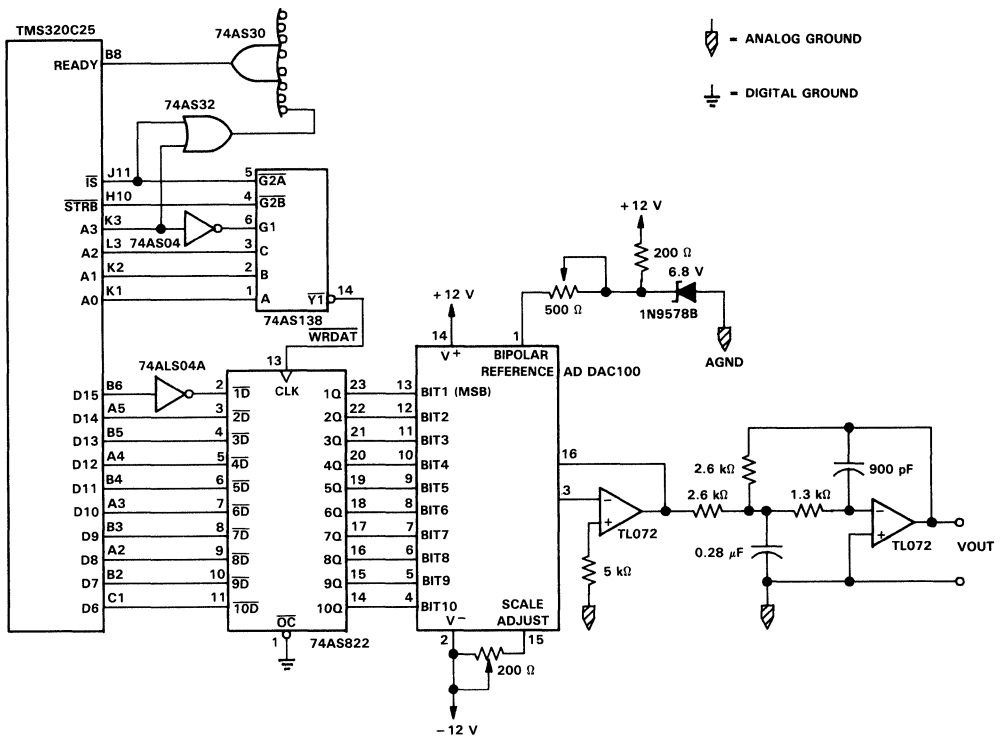 TMS320C25
74AS30
= ANALOG GROUND
READY
B8
= DIGITAL GROUND
74AS32
IS
J11
5
G2A
STRB
H10
4
G2B
A3
K3
74AS04
6
G1
A2
L3
3
C
A1
K2
2
B
A0
K1
1
A
Y1
14
74AS138
WRDAT
+12 V
200 Ω
6.8 V
500 Ω
1N9578B
AGND
+12 V
14
V+
1
BIPOLAR
REFERENCE
AD DAC100
74ALS04A
13
CLK
D15
B6
2
1D
1Q
23
13
BIT1 (MSB)
D14
A5
3
2D
2Q
22
12
BIT2
D13
B5
4
3D
3Q
21
11
BIT3
D12
A4
5
4D
4Q
20
10
BIT4
16
D11
B4
6
5D
5Q
19
9
BIT5
3
D10
A3
7
6D
6Q
18
8
BIT6
D9
B3
8
7D
7Q
17
7
BIT7
D8
A2
9
8D
8Q
16
6
BIT8
D7
B2
10
9D
9Q
15
5
BIT9
D6
C1
11
10D
10Q
14
4
BIT10
OC
1
74AS822
V−
2
SCALE
ADJUST
15
200 Ω
−12 V
−
+
TL072
5 kΩ
2.6 kΩ
2.6 kΩ
900 pF
1.3 kΩ
0.28 μF
−
+
TL072
VOUT